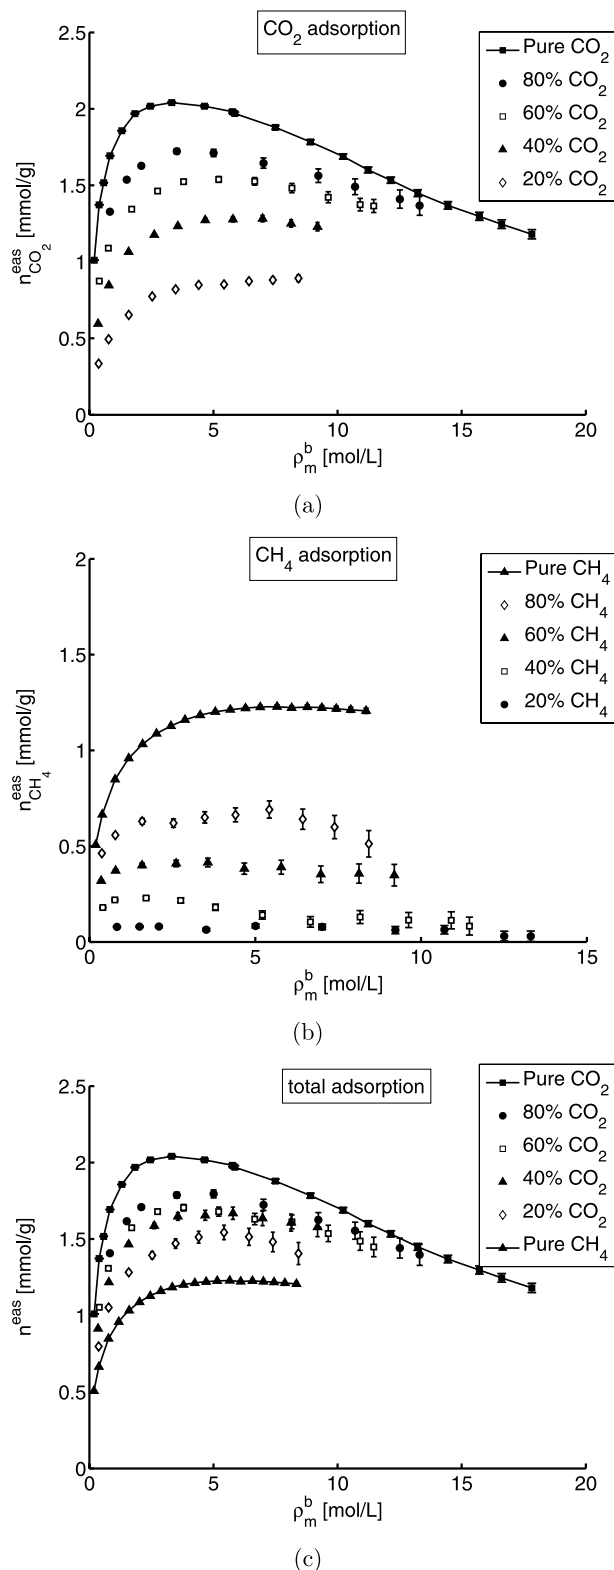 CO2 adsorption
2.5
2
1.5
1
0.5
0
0 5 10 15 20
n^eas_CO2 [mmol/g]
ρ^b_m [mol/L]
Pure CO2
80% CO2
60% CO2
40% CO2
20% CO2
(a)
CH4 adsorption
2
1.5
1
0.5
0
0 5 10 15
n^eas_CH4 [mmol/g]
ρ^b_m [mol/L]
Pure CH4
80% CH4
60% CH4
40% CH4
20% CH4
(b)
total adsorption
2.5
2
1.5
1
0.5
0
0 5 10 15 20
n^eas [mmol/g]
ρ^b_m [mol/L]
Pure CO2
80% CO2
60% CO2
40% CO2
20% CO2
Pure CH4
(c)